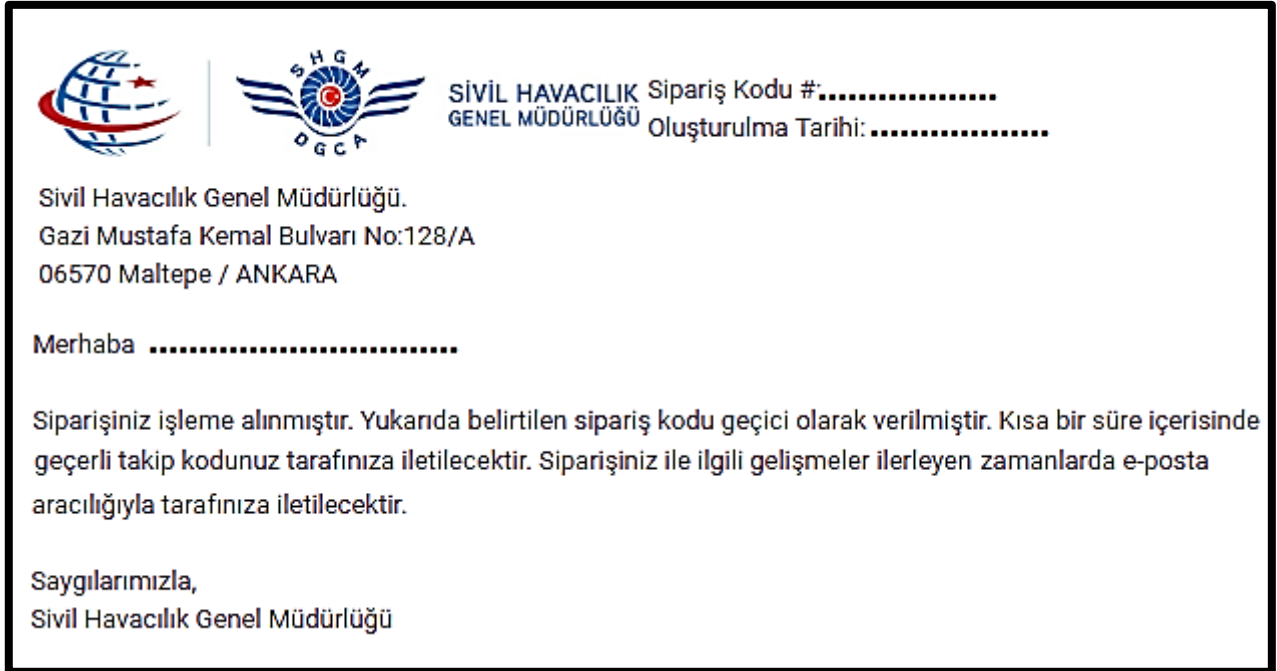 SHGM
DGCA
SİVİL HAVACILIK
GENEL MÜDÜRLÜĞÜ
Sipariş Kodu #:..................
Oluşturulma Tarihi: ..................
Sivil Havacılık Genel Müdürlüğü.
Gazi Mustafa Kemal Bulvarı No:128/A
06570 Maltepe / ANKARA
Merhaba ...............................
Siparişiniz işleme alınmıştır. Yukarıda belirtilen sipariş kodu geçici olarak verilmiştir. Kısa bir süre içerisinde
geçerli takip kodunuz tarafınıza iletilecektir. Siparişiniz ile ilgili gelişmeler ilerleyen zamanlarda e-posta
aracılığıyla tarafınıza iletilecektir.
Saygılarımızla,
Sivil Havacılık Genel Müdürlüğü